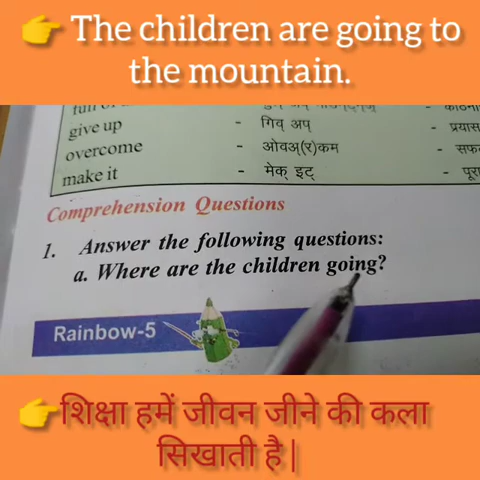 👉 The children are going to
the mountain.
give up - गिव् अप् - प्रयास
overcome - ओवअ्(र)कम -
make it - मेक् इट् -
Comprehension Questions
1. Answer the following questions:
a. Where are the children going?
Rainbow-5
👉शिक्षा हमें जीवन जीने की कला
सिखाती है|